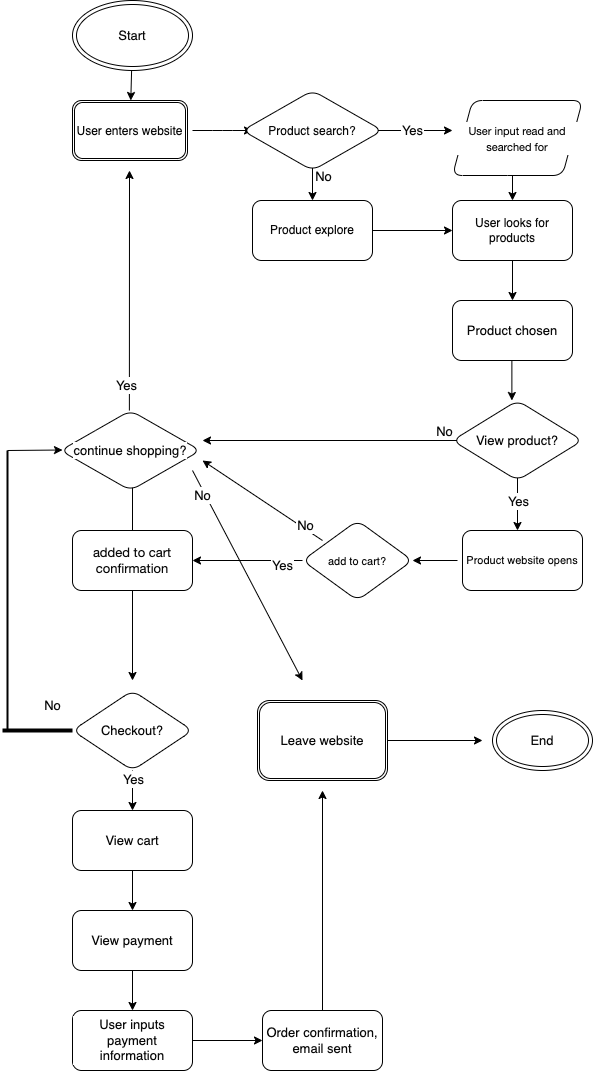 Start
User enters website
Product search?
Yes
User input read and
searched for
No
Product explore
User looks for
products
Product chosen
Yes
No
View product?
continue shopping?
No
Yes
No
added to cart
confirmation
Yes
add to cart?
Product website opens
No
Checkout?
Leave website
End
Yes
View cart
View payment
User inputs
payment
information
Order confirmation,
email sent